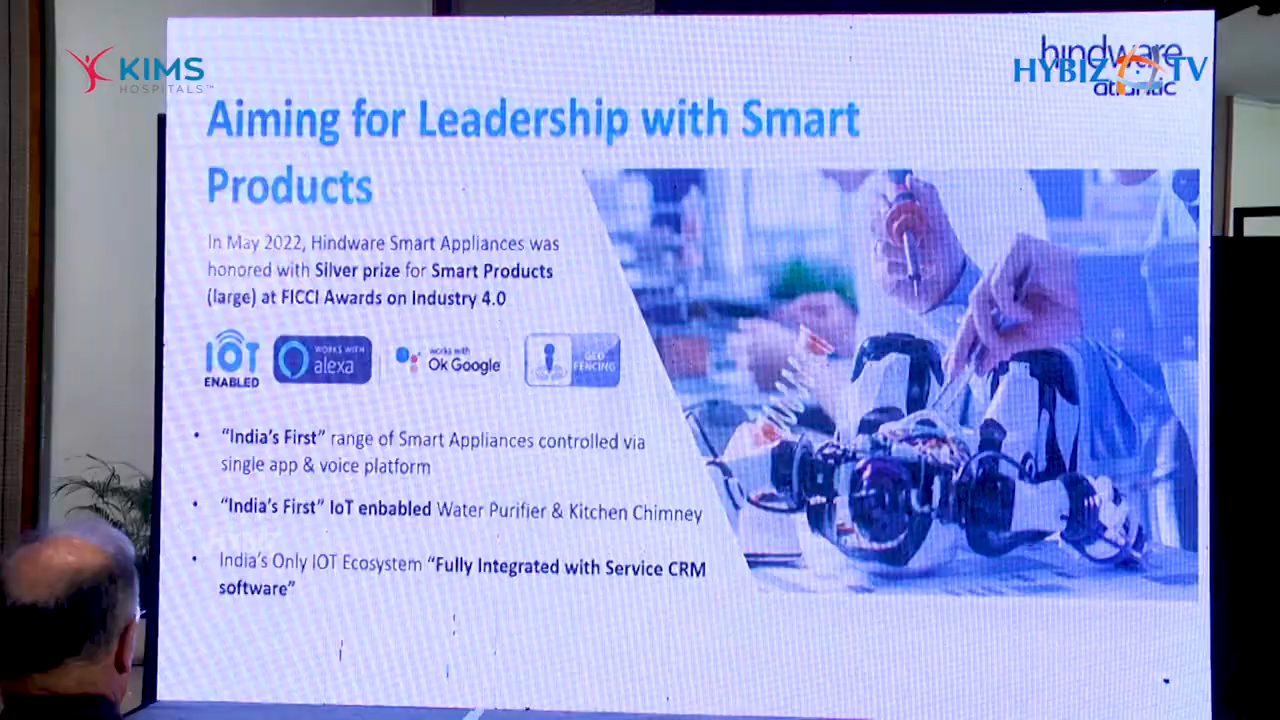 KIMS
HOSPITALS™
hindware
atlantic
HYBIZ TV
Aiming for Leadership with Smart
Products
In May 2022, Hindware Smart Appliances was
honored with Silver prize for Smart Products
(large) at FICCI Awards on Industry 4.0
IOT
ENABLED
WORKS WITH
alexa
works with
Ok Google
GEO
FENCING
• “India’s First” range of Smart Appliances controlled via
single app & voice platform
• “India’s First” IoT enbabled Water Purifier & Kitchen Chimney
• India’s Only IOT Ecosystem “Fully Integrated with Service CRM
software”